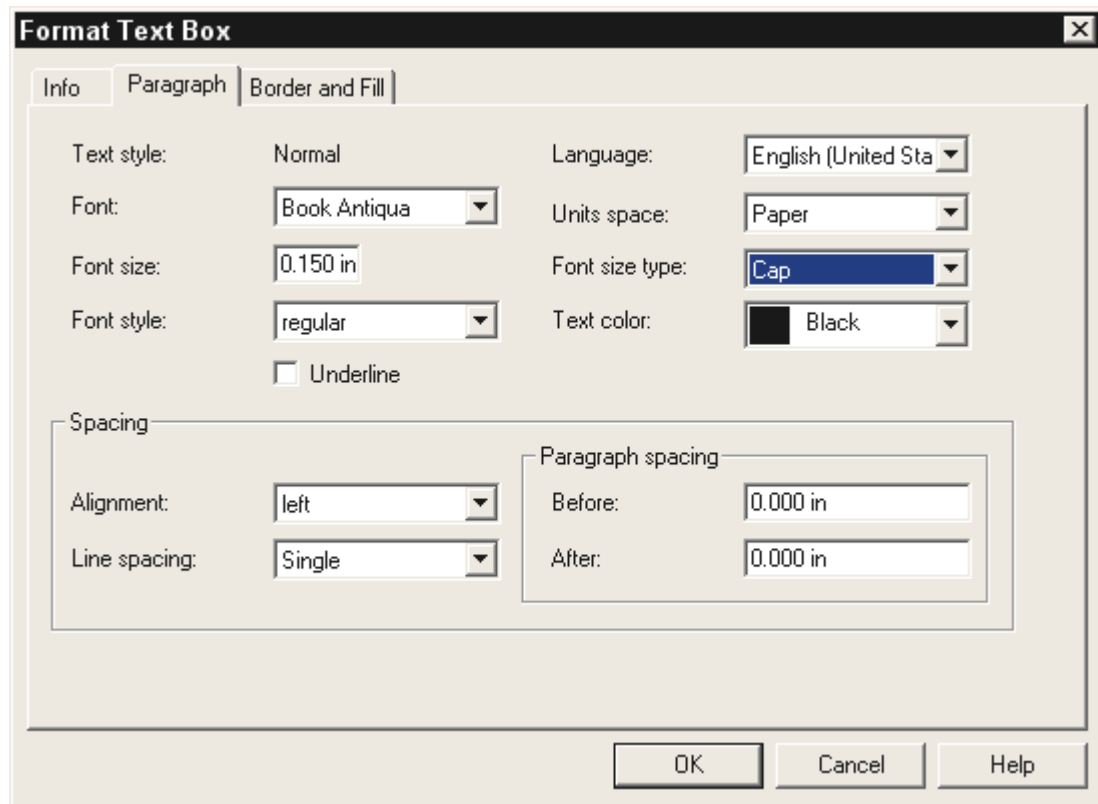 Format Text Box
Info Paragraph Border and Fill
Text style: Normal Language: English (United Sta
Font: Book Antiqua Units space: Paper
Font size: 0.150 in Font size type: Cap
Font style: regular Text color: Black
Underline
Spacing
Paragraph spacing
Alignment: left Before: 0.000 in
Line spacing: Single After: 0.000 in
OK Cancel Help